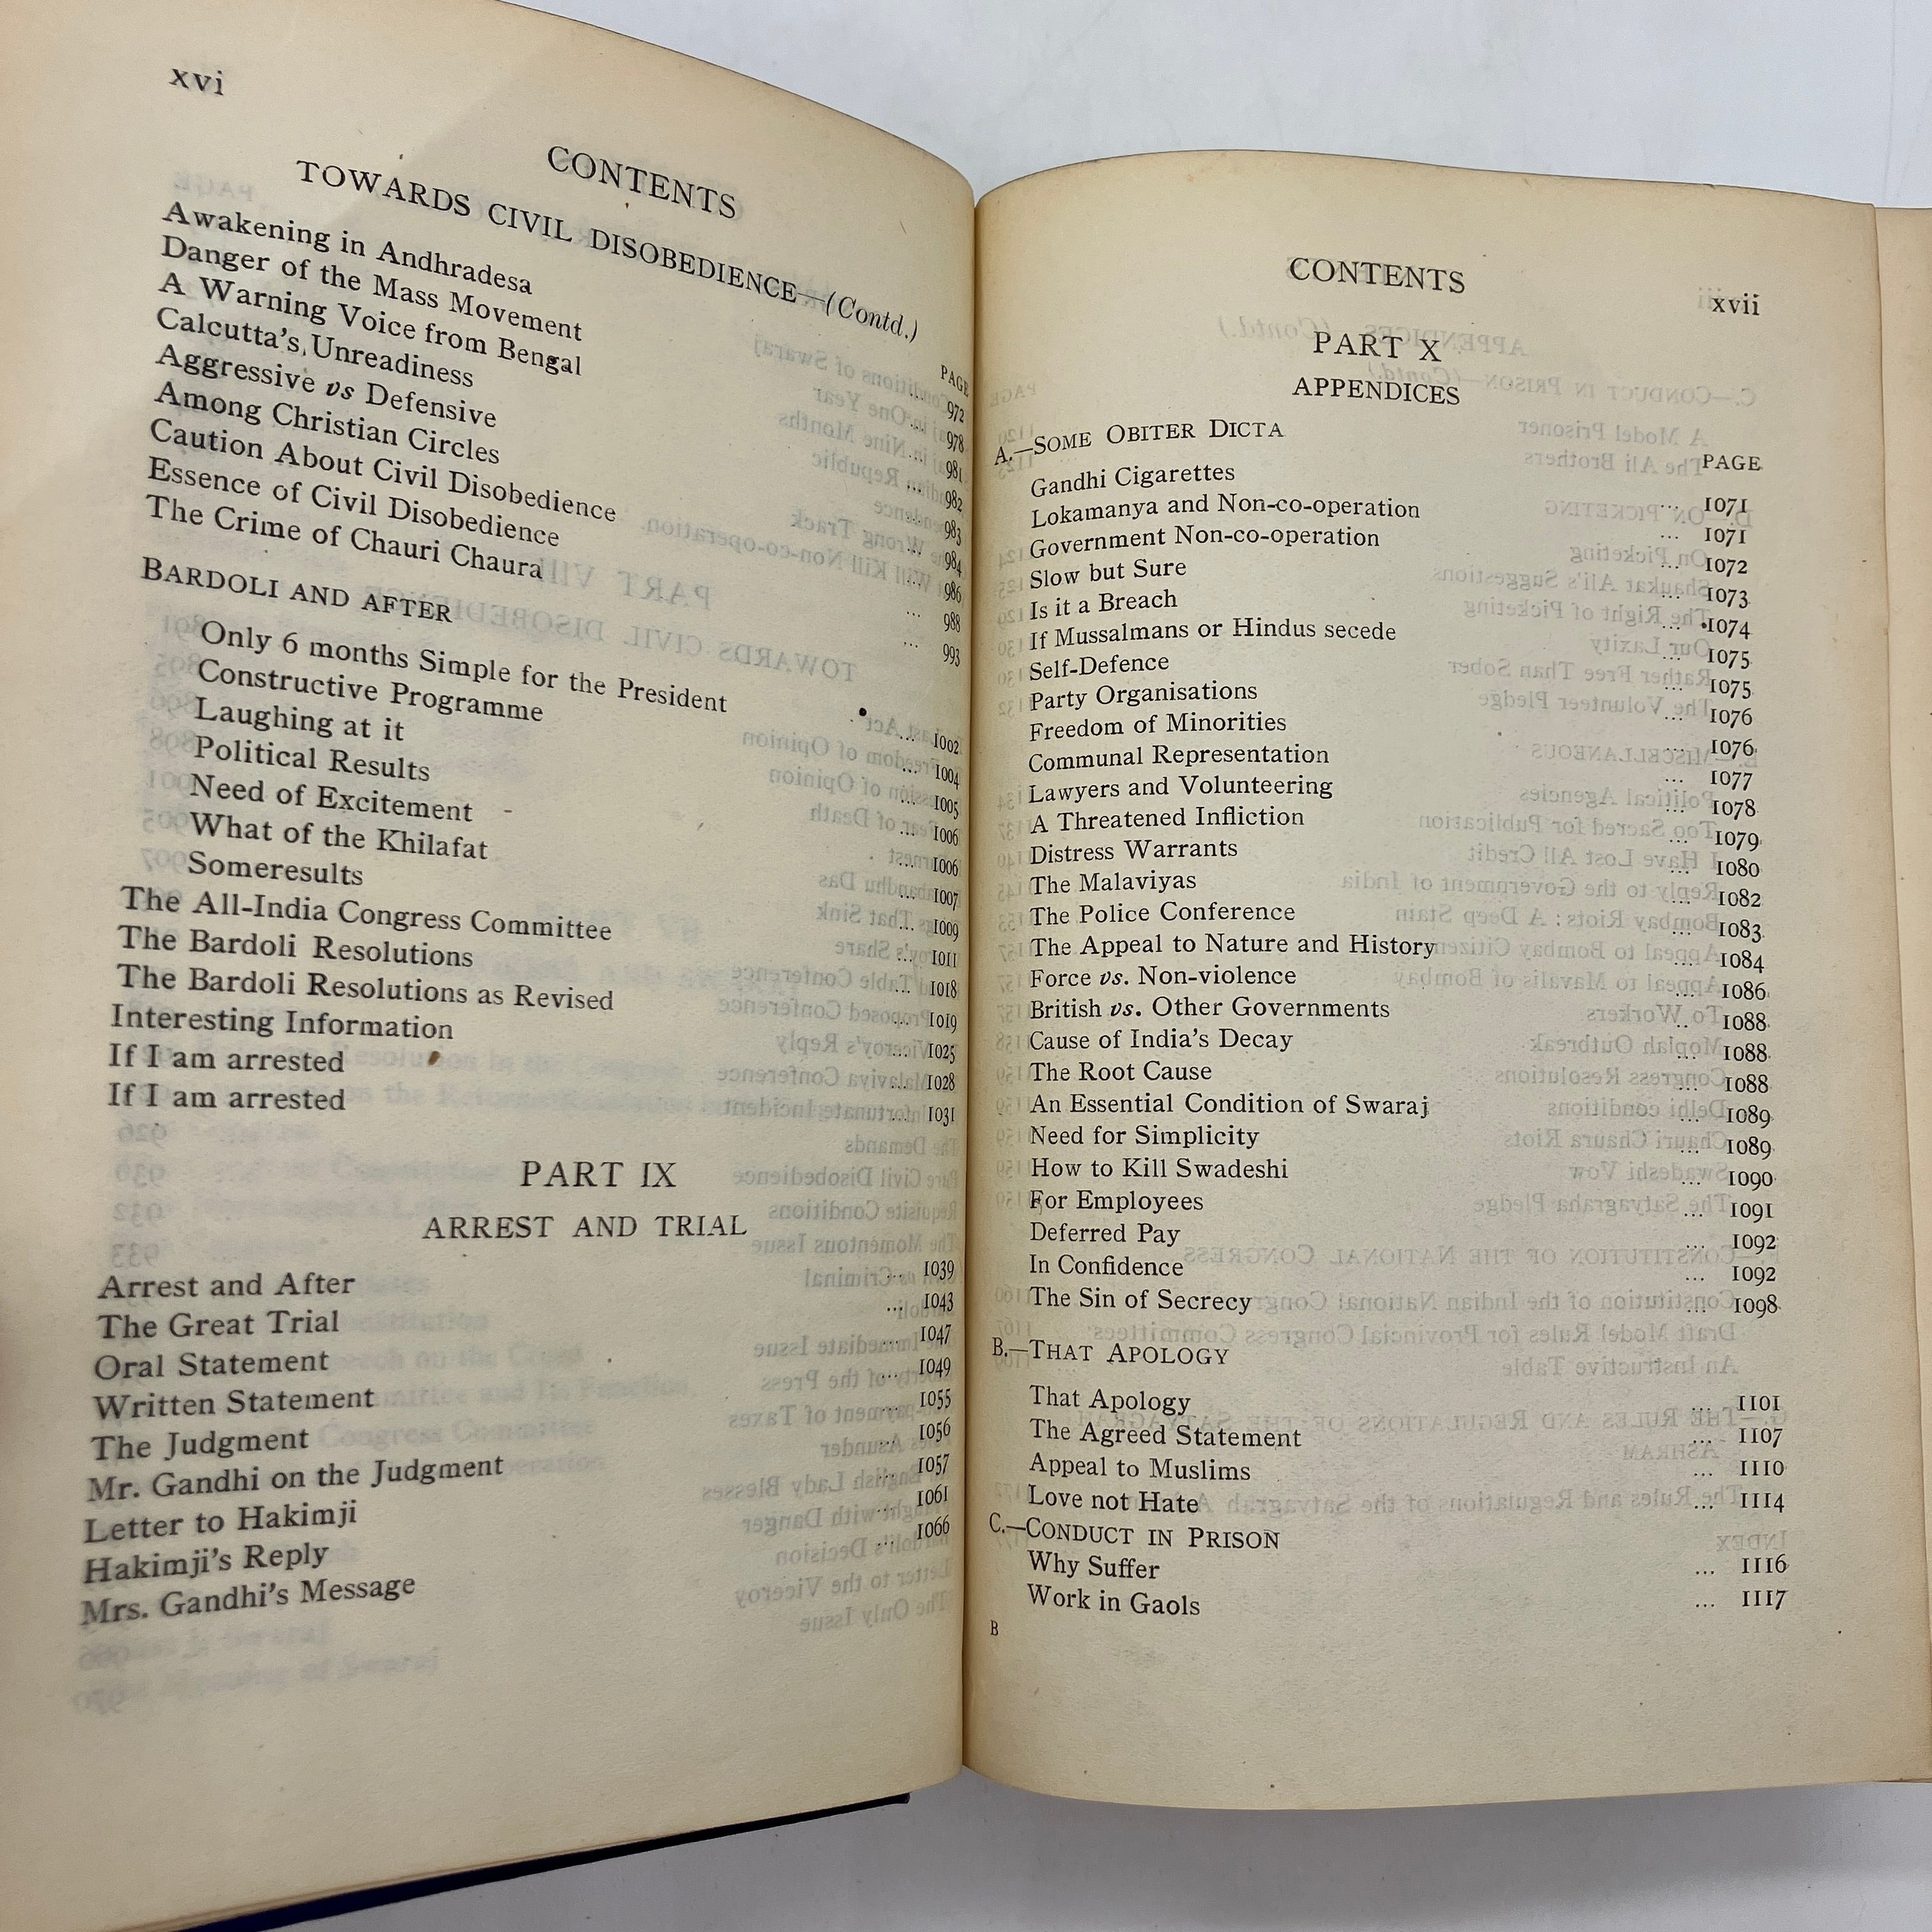 xvi
CONTENTS
TOWARDS CIVIL DISOBEDIENCE—(Contd.)
PAGE
Awakening in Andhradesa ... 972
Danger of the Mass Movement ... 978
A Warning Voice from Bengal ... 981
Calcutta's Unreadiness ... 982
Aggressive vs Defensive ... 983
Among Christian Circles ... 984
Caution About Civil Disobedience ... 986
Essence of Civil Disobedience ... 988
The Crime of Chauri Chaura ... 993
BARDOLI AND AFTER
Only 6 months Simple for the President ... 1002
Constructive Programme ... 1004
Laughing at it ... 1005
Political Results ... 1006
Need of Excitement ... 1006
What of the Khilafat ... 1007
Someresults ... 1009
The All-India Congress Committee ... 1011
The Bardoli Resolutions ... 1018
The Bardoli Resolutions as Revised ... 1019
Interesting Information ... 1025
If I am arrested ... 1028
If I am arrested ... 1031
PART IX
ARREST AND TRIAL
Arrest and After ... 1039
The Great Trial ... 1043
Oral Statement ... 1047
Written Statement ... 1049
The Judgment ... 1055
Mr. Gandhi on the Judgment ... 1056
Letter to Hakimji ... 1057
Hakimji's Reply ... 1061
Mrs. Gandhi's Message ... 1066
CONTENTS xvii
PART X
APPENDICES
A.—SOME OBITER DICTA
PAGE
Gandhi Cigarettes ... 1071
Lokamanya and Non-co-operation ... 1071
Government Non-co-operation ... 1072
Slow but Sure ... 1073
Is it a Breach ... 1074
If Mussalmans or Hindus secede ... 1075
Self-Defence ... 1075
Party Organisations ... 1076
Freedom of Minorities ... 1076
Communal Representation ... 1077
Lawyers and Volunteering ... 1078
A Threatened Infliction ... 1079
Distress Warrants ... 1080
The Malaviyas ... 1082
The Police Conference ... 1083
The Appeal to Nature and History ... 1084
Force vs. Non-violence ... 1086
British vs. Other Governments ... 1088
Cause of India's Decay ... 1088
The Root Cause ... 1088
An Essential Condition of Swaraj ... 1089
Need for Simplicity ... 1089
How to Kill Swadeshi ... 1090
For Employees ... 1091
Deferred Pay ... 1092
In Confidence ... 1092
The Sin of Secrecy ... 1098
B.—THAT APOLOGY
That Apology ... 1101
The Agreed Statement ... 1107
Appeal to Muslims ... 1110
Love not Hate ... 1114
C.—CONDUCT IN PRISON
Why Suffer ... 1116
Work in Gaols ... 1117
B